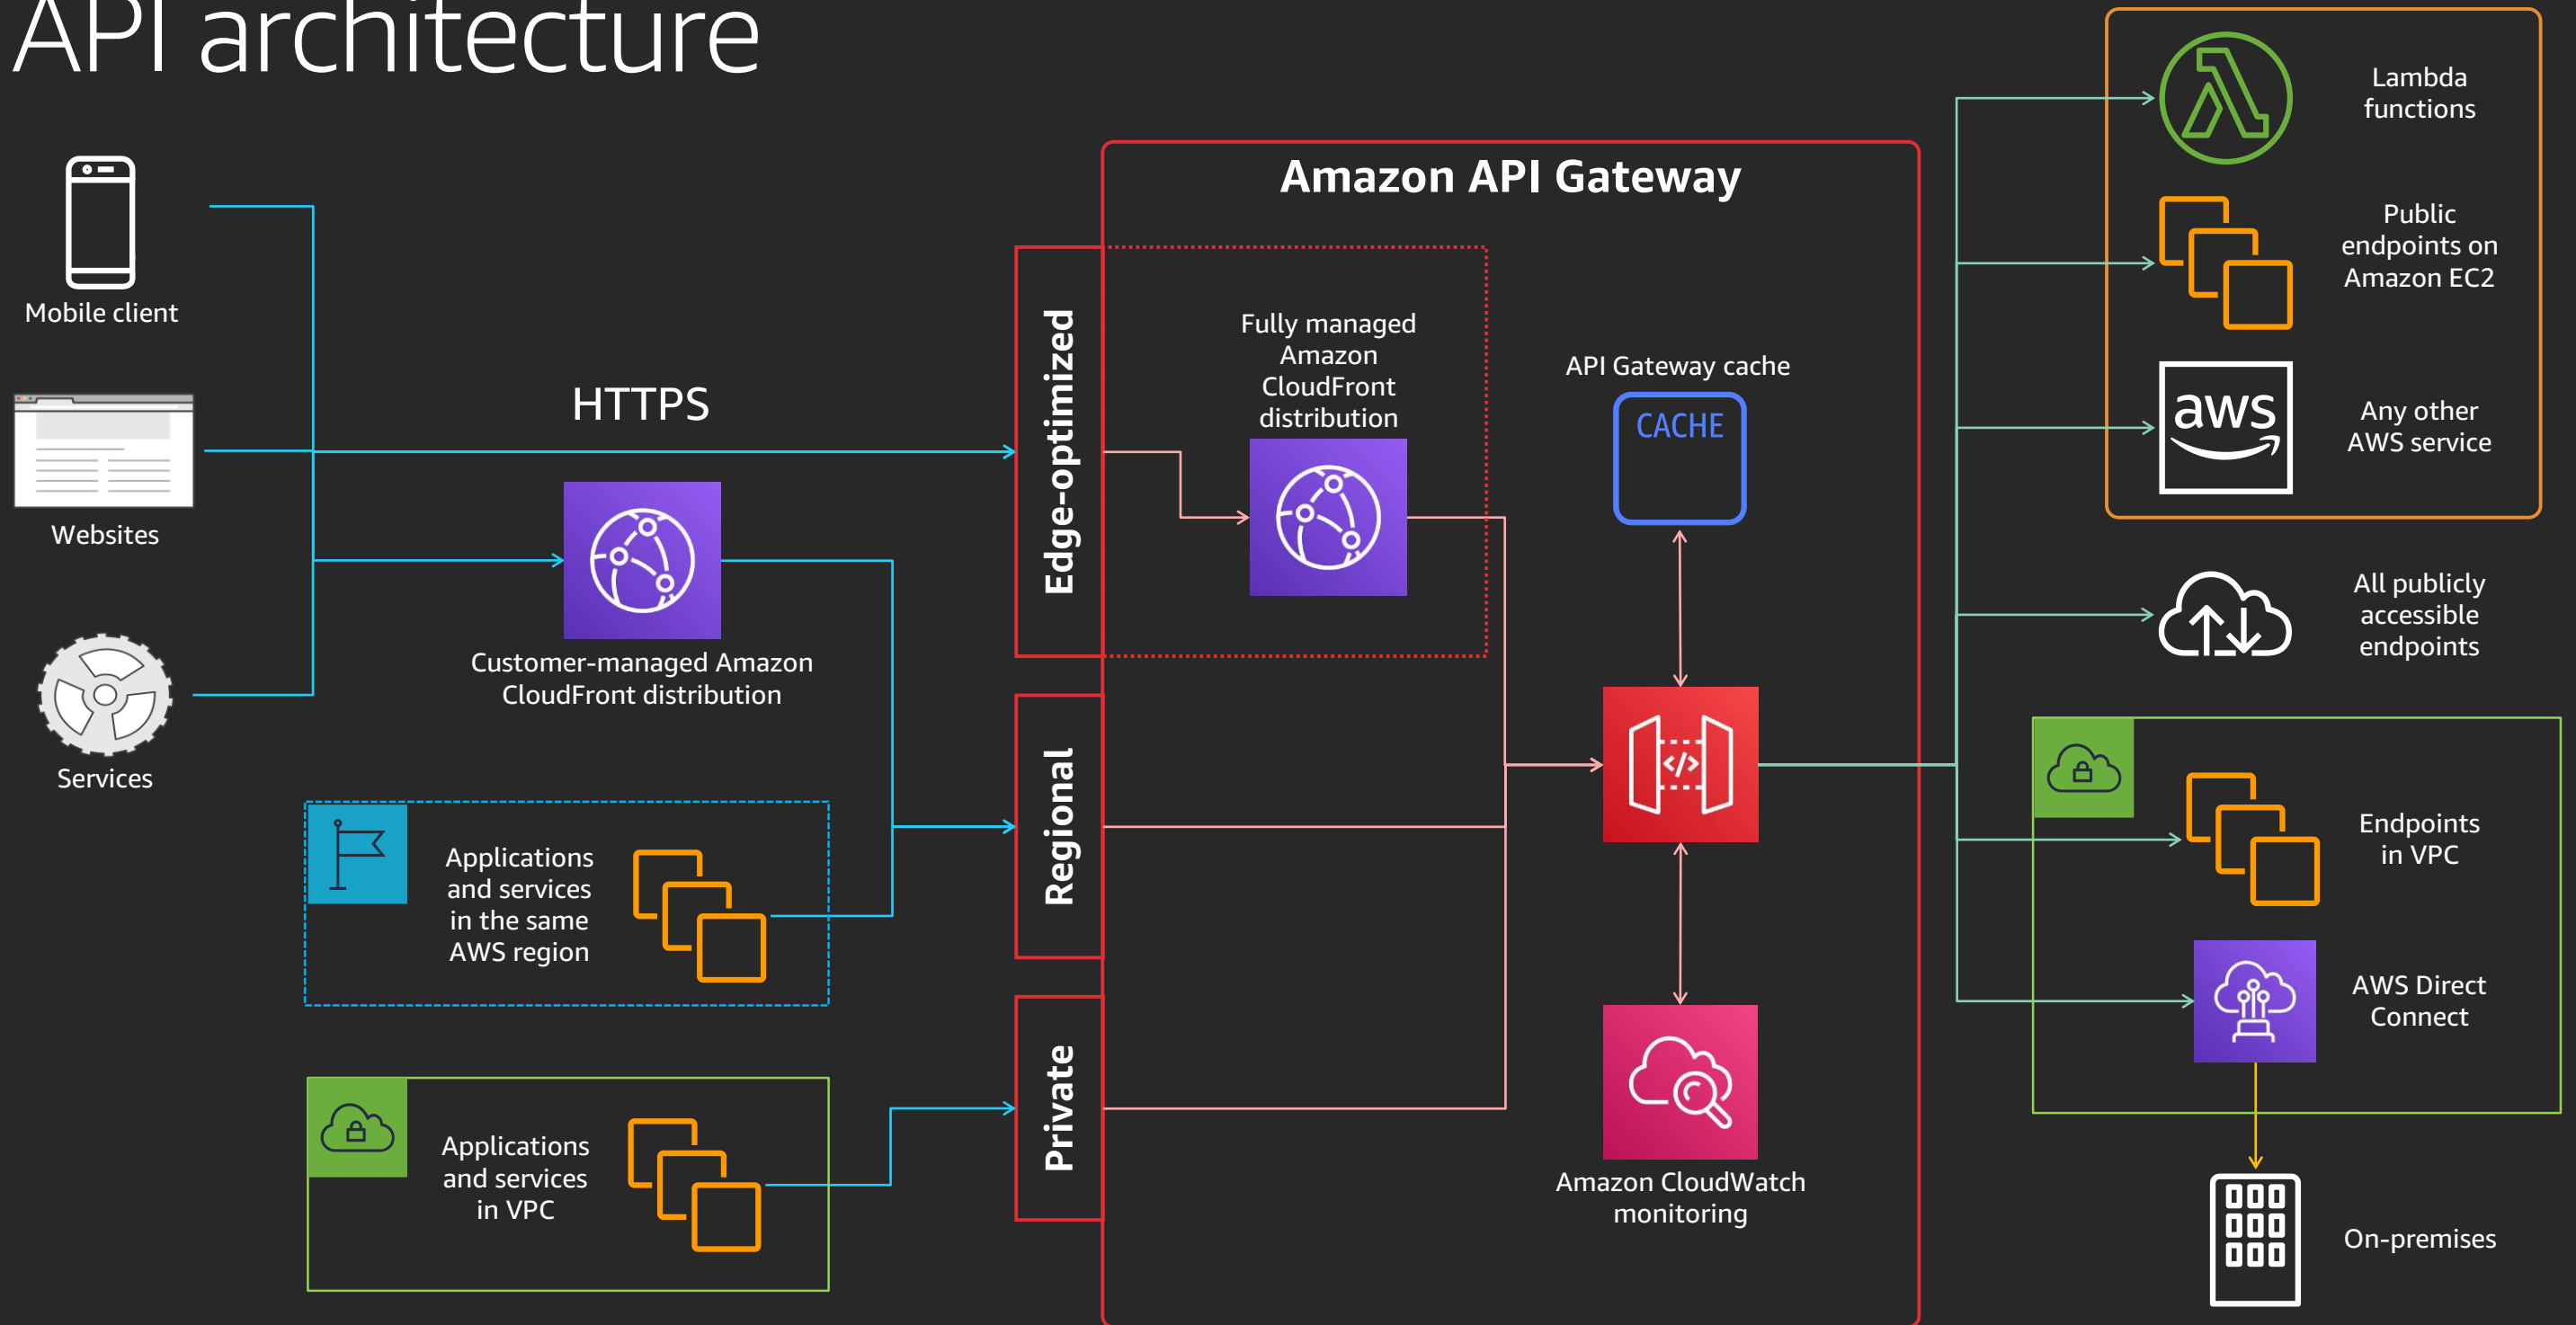 API architecture
Mobile client
Websites
Services
HTTPS
Customer-managed Amazon
CloudFront distribution
Applications
and services
in the same
AWS region
Applications
and services
in VPC
Amazon API Gateway
Edge-optimized
Regional
Private
Fully managed
Amazon
CloudFront
distribution
API Gateway cache
CACHE
</>
Amazon CloudWatch
monitoring
Lambda
functions
Public
endpoints on
Amazon EC2
aws
Any other
AWS service
All publicly
accessible
endpoints
Endpoints
in VPC
AWS Direct
Connect
On-premises